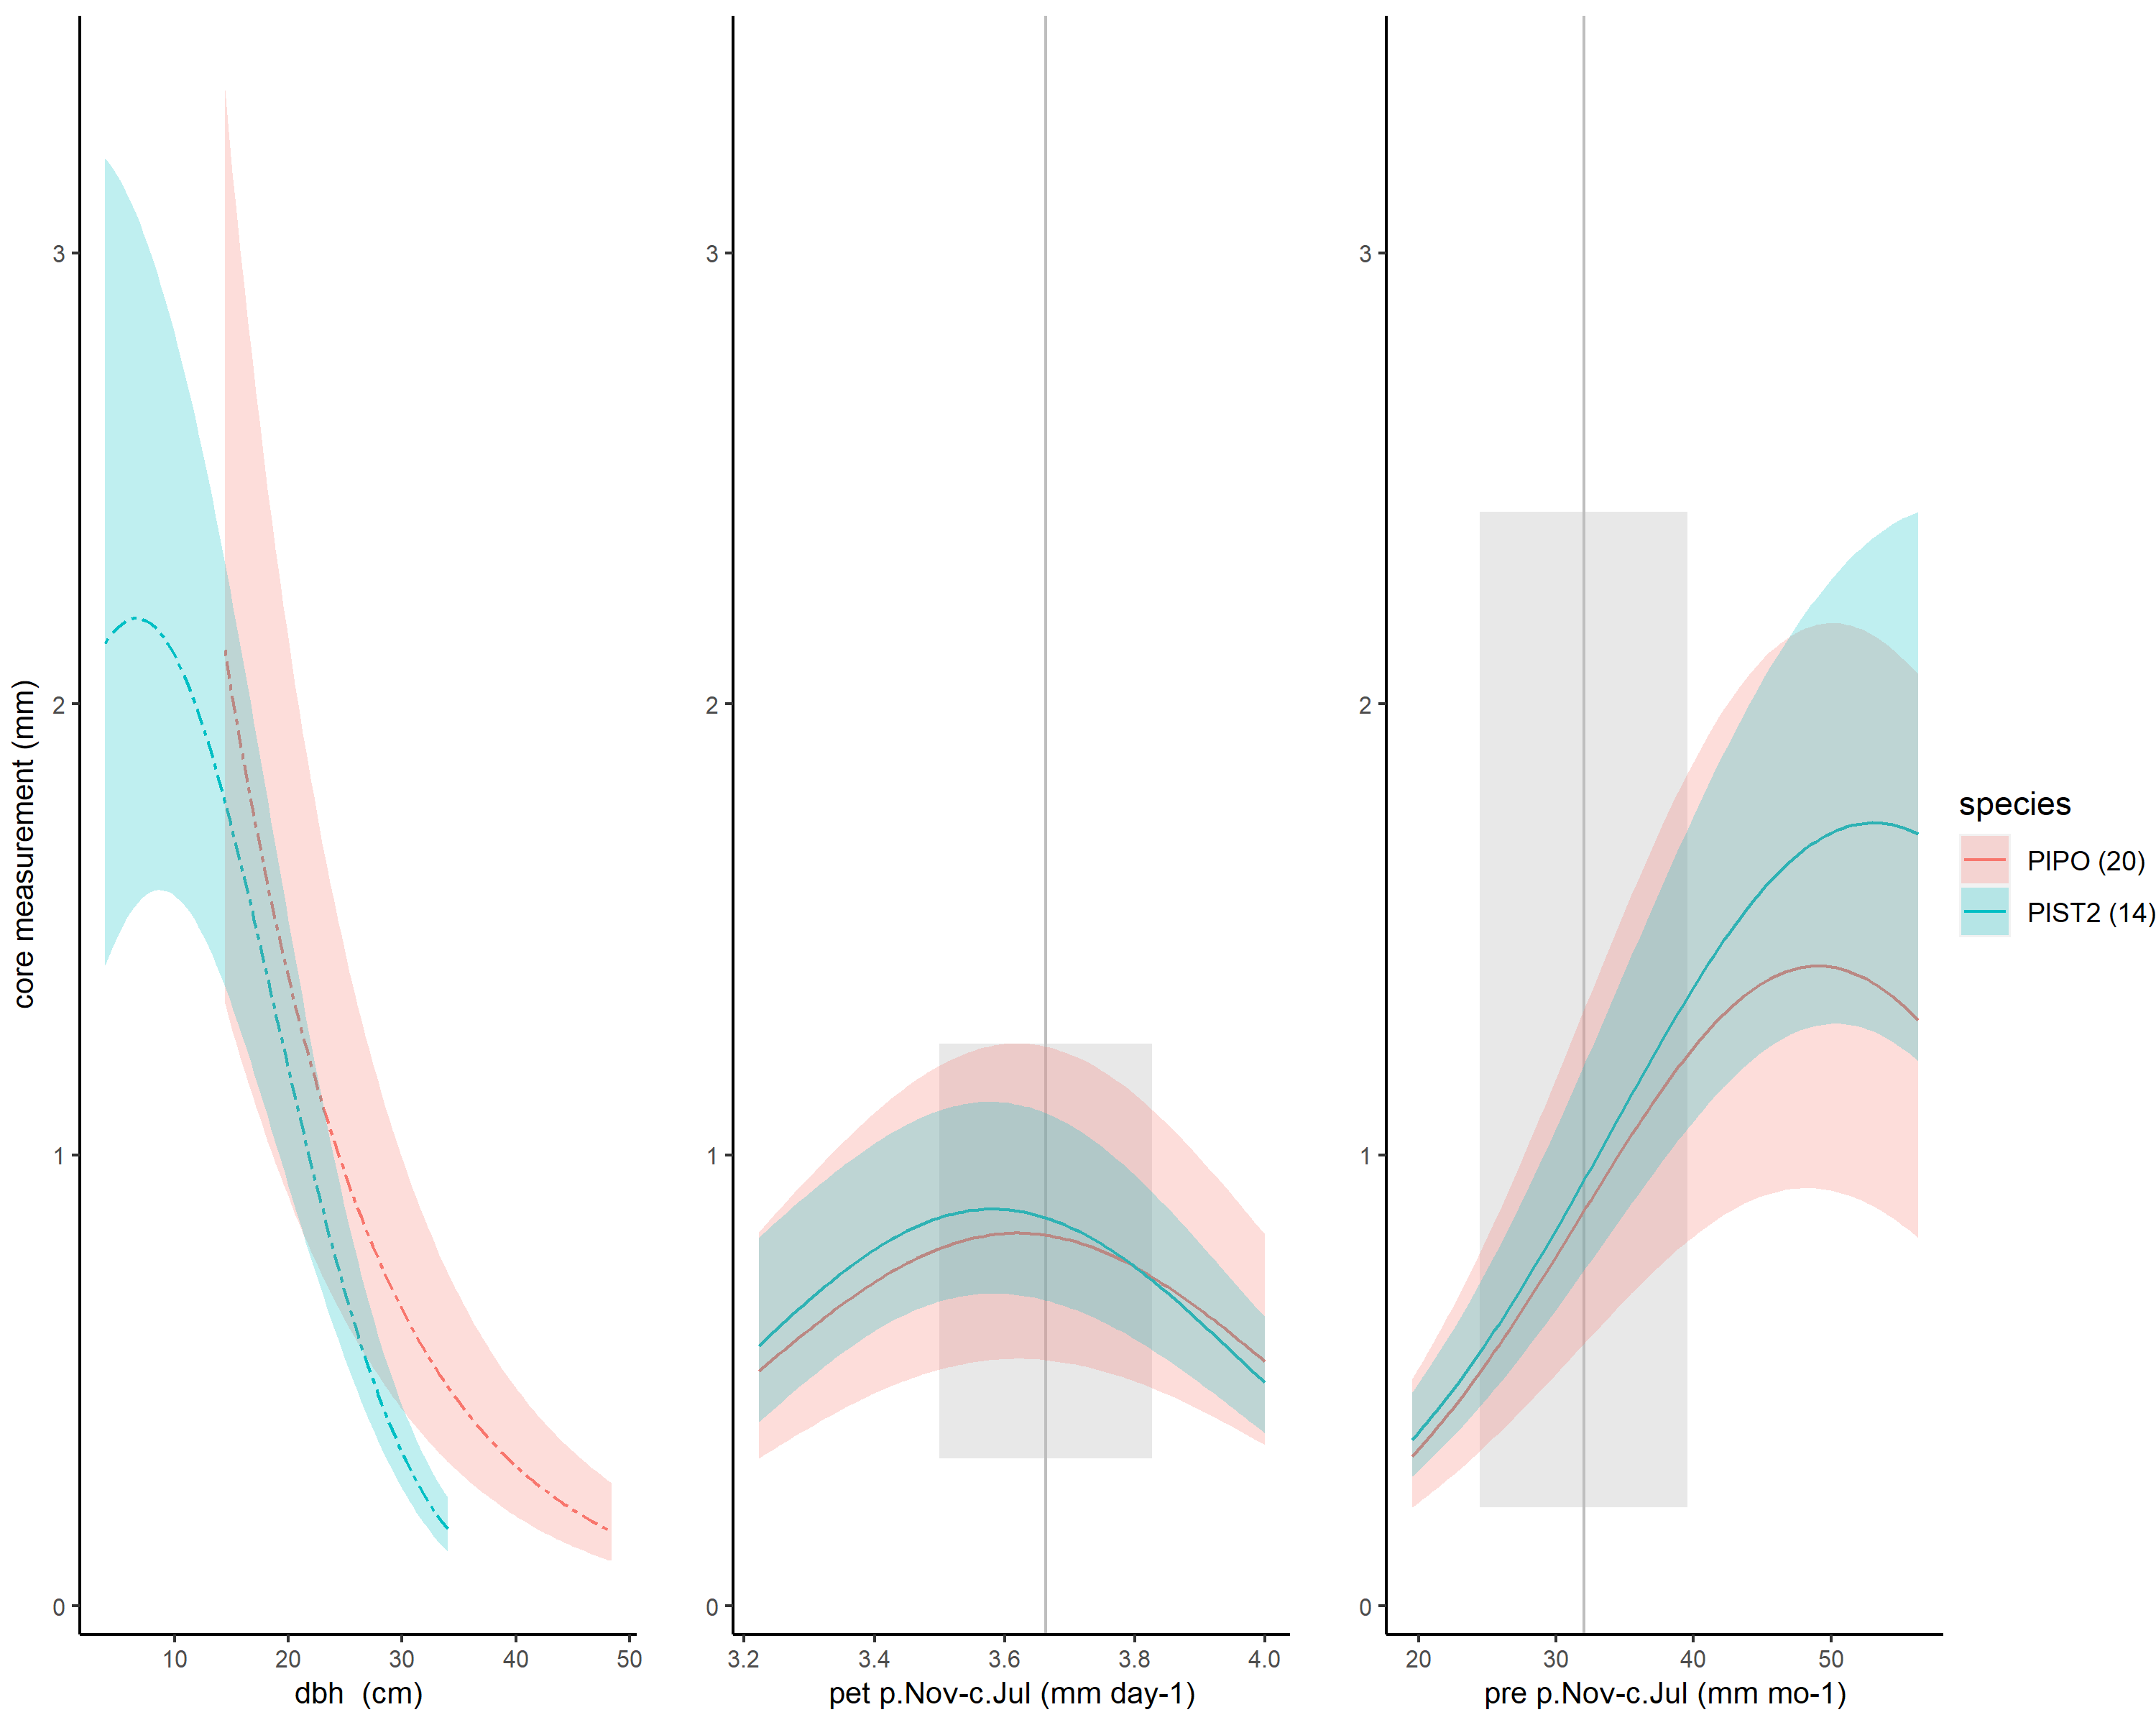 core measurement (mm)
3
2
1
0
10 20 30 40 50
dbh  (cm)
3
2
1
0
3.2 3.4 3.6 3.8 4.0
pet p.Nov-c.Jul (mm day-1)
3
2
1
0
20 30 40 50
pre p.Nov-c.Jul (mm mo-1)
species
PIPO (20)
PIST2 (14)